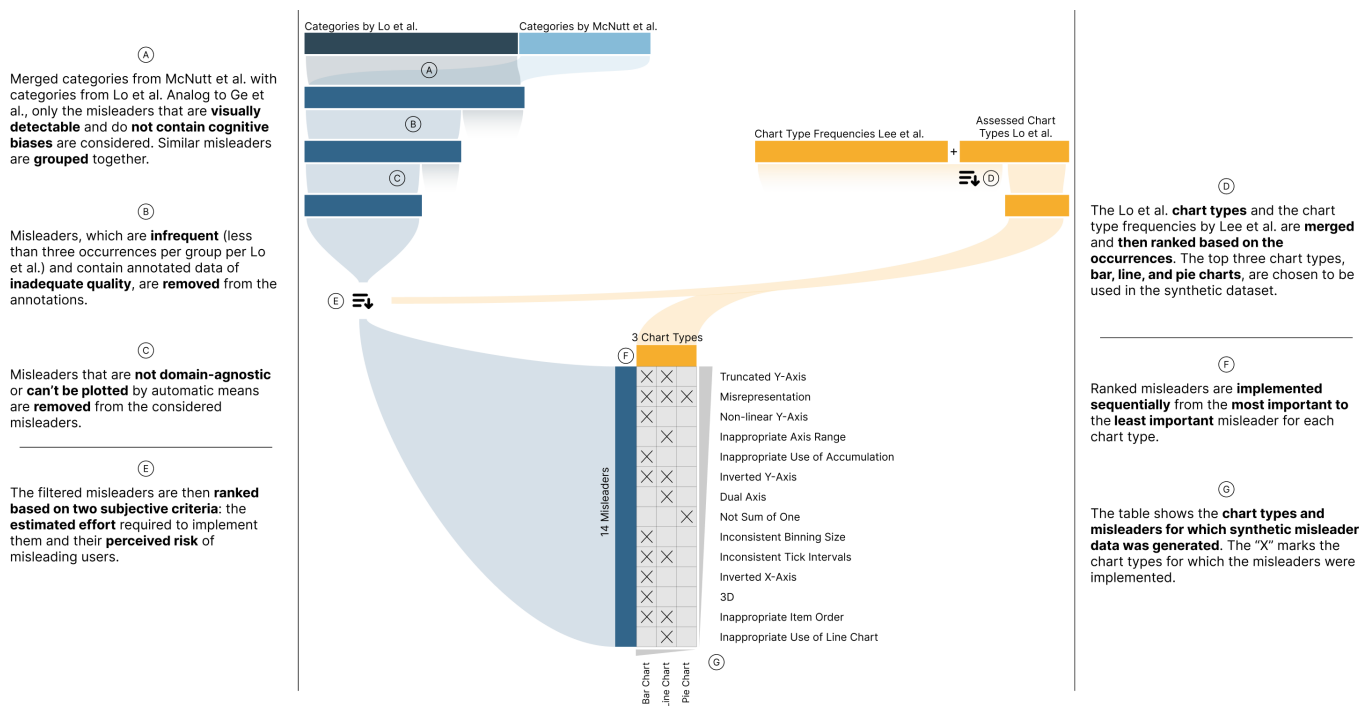 A
Merged categories from McNutt et al. with
categories from Lo et al. Analog to Ge et
al., only the misleaders that are visually
detectable and do not contain cognitive
biases are considered. Similar misleaders
are grouped together.
B
Misleaders, which are infrequent (less
than three occurrences per group per Lo
et al.) and contain annotated data of
inadequate quality, are removed from the
annotations.
C
Misleaders that are not domain-agnostic
or can't be plotted by automatic means
are removed from the considered
misleaders.
E
The filtered misleaders are then ranked
based on two subjective criteria: the
estimated effort required to implement
them and their perceived risk of
misleading users.
Categories by Lo et al.
Categories by McNutt et al.
A
B
C
E
Chart Type Frequencies Lee et al.
+
Assessed Chart
Types Lo et al.
D
3 Chart Types
F
14 Misleaders
Truncated Y-Axis
Misrepresentation
Non-linear Y-Axis
Inappropriate Axis Range
Inappropriate Use of Accumulation
Inverted Y-Axis
Dual Axis
Not Sum of One
Inconsistent Binning Size
Inconsistent Tick Intervals
Inverted X-Axis
3D
Inappropriate Item Order
Inappropriate Use of Line Chart
Bar Chart
Line Chart
Pie Chart
G
D
The Lo et al. chart types and the chart
type frequencies by Lee et al. are merged
and then ranked based on the
occurrences. The top three chart types,
bar, line, and pie charts, are chosen to be
used in the synthetic dataset.
F
Ranked misleaders are implemented
sequentially from the most important to
the least important misleader for each
chart type.
G
The table shows the chart types and
misleaders for which synthetic misleader
data was generated. The "X" marks the
chart types for which the misleaders were
implemented.